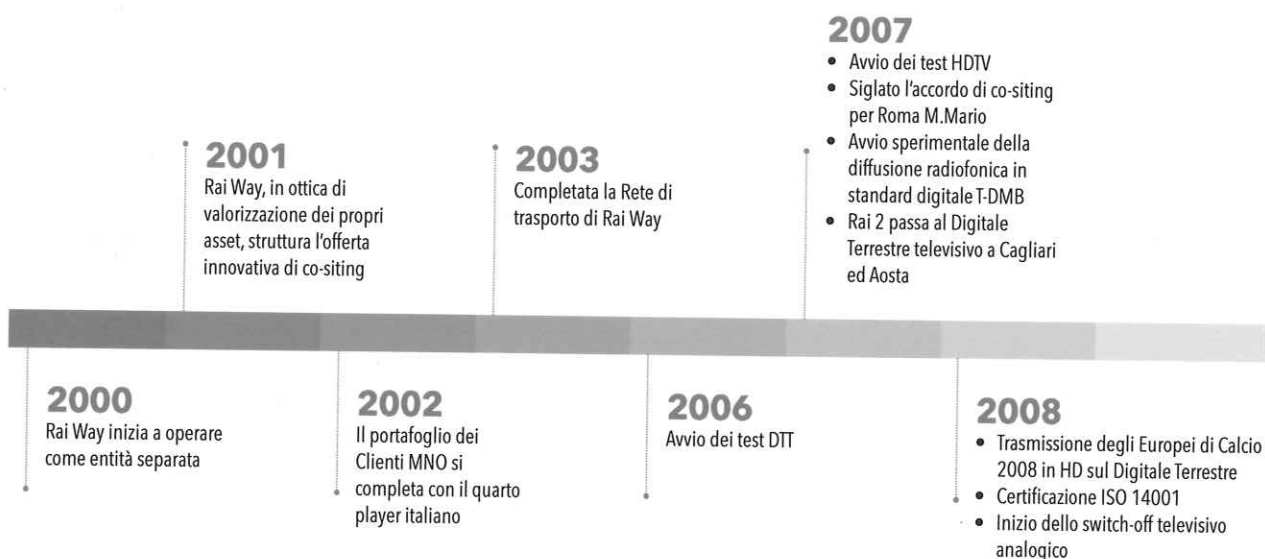 2007
• Avvio dei test HDTV
• Siglato l'accordo di co-siting
per Roma M.Mario
• Avvio sperimentale della
diffusione radiofonica in
standard digitale T-DMB
• Rai 2 passa al Digitale
Terrestre televisivo a Cagliari
ed Aosta
2001
Rai Way, in ottica di
valorizzazione dei propri
asset, struttura l'offerta
innovativa di co-siting
2003
Completata la Rete di
trasporto di Rai Way
2000
Rai Way inizia a operare
come entità separata
2002
Il portafoglio dei
Clienti MNO si
completa con il quarto
player italiano
2006
Avvio dei test DTT
2008
• Trasmissione degli Europei di Calcio
2008 in HD sul Digitale Terrestre
• Certificazione ISO 14001
• Inizio dello switch-off televisivo
analogico